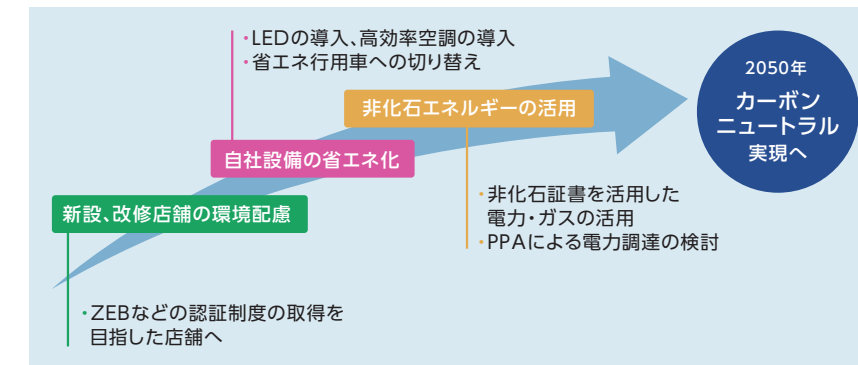 ・LEDの導入、高効率空調の導入
・省エネ行用車への切り替え
2050年
カーボン
ニュートラル
実現へ
非化石エネルギーの活用
自社設備の省エネ化
・非化石証書を活用した
電力・ガスの活用
・PPAによる電力調達の検討
新設、改修店舗の環境配慮
・ZEBなどの認証制度の取得を
目指した店舗へ